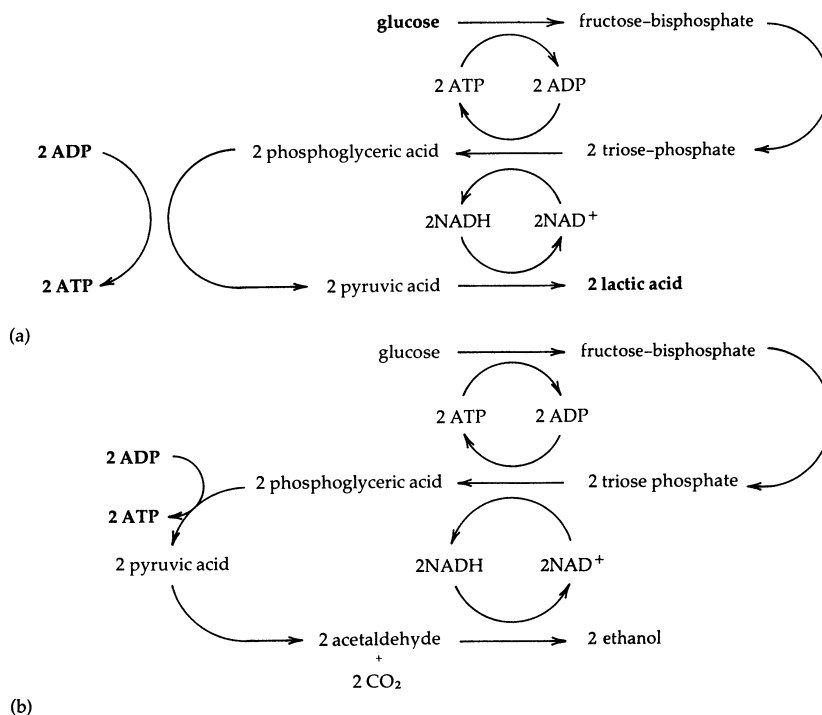 glucose fructose–bisphosphate
2 ATP 2 ADP
2 ADP 2 phosphoglyceric acid 2 triose–phosphate
2NADH 2NAD+
2 ATP 2 pyruvic acid 2 lactic acid
(a)
glucose fructose–bisphosphate
2 ATP 2 ADP
2 ADP
2 phosphoglyceric acid 2 triose phosphate
2 ATP
2 pyruvic acid 2NADH 2NAD+
2 acetaldehyde 2 ethanol
+
2 CO₂
(b)